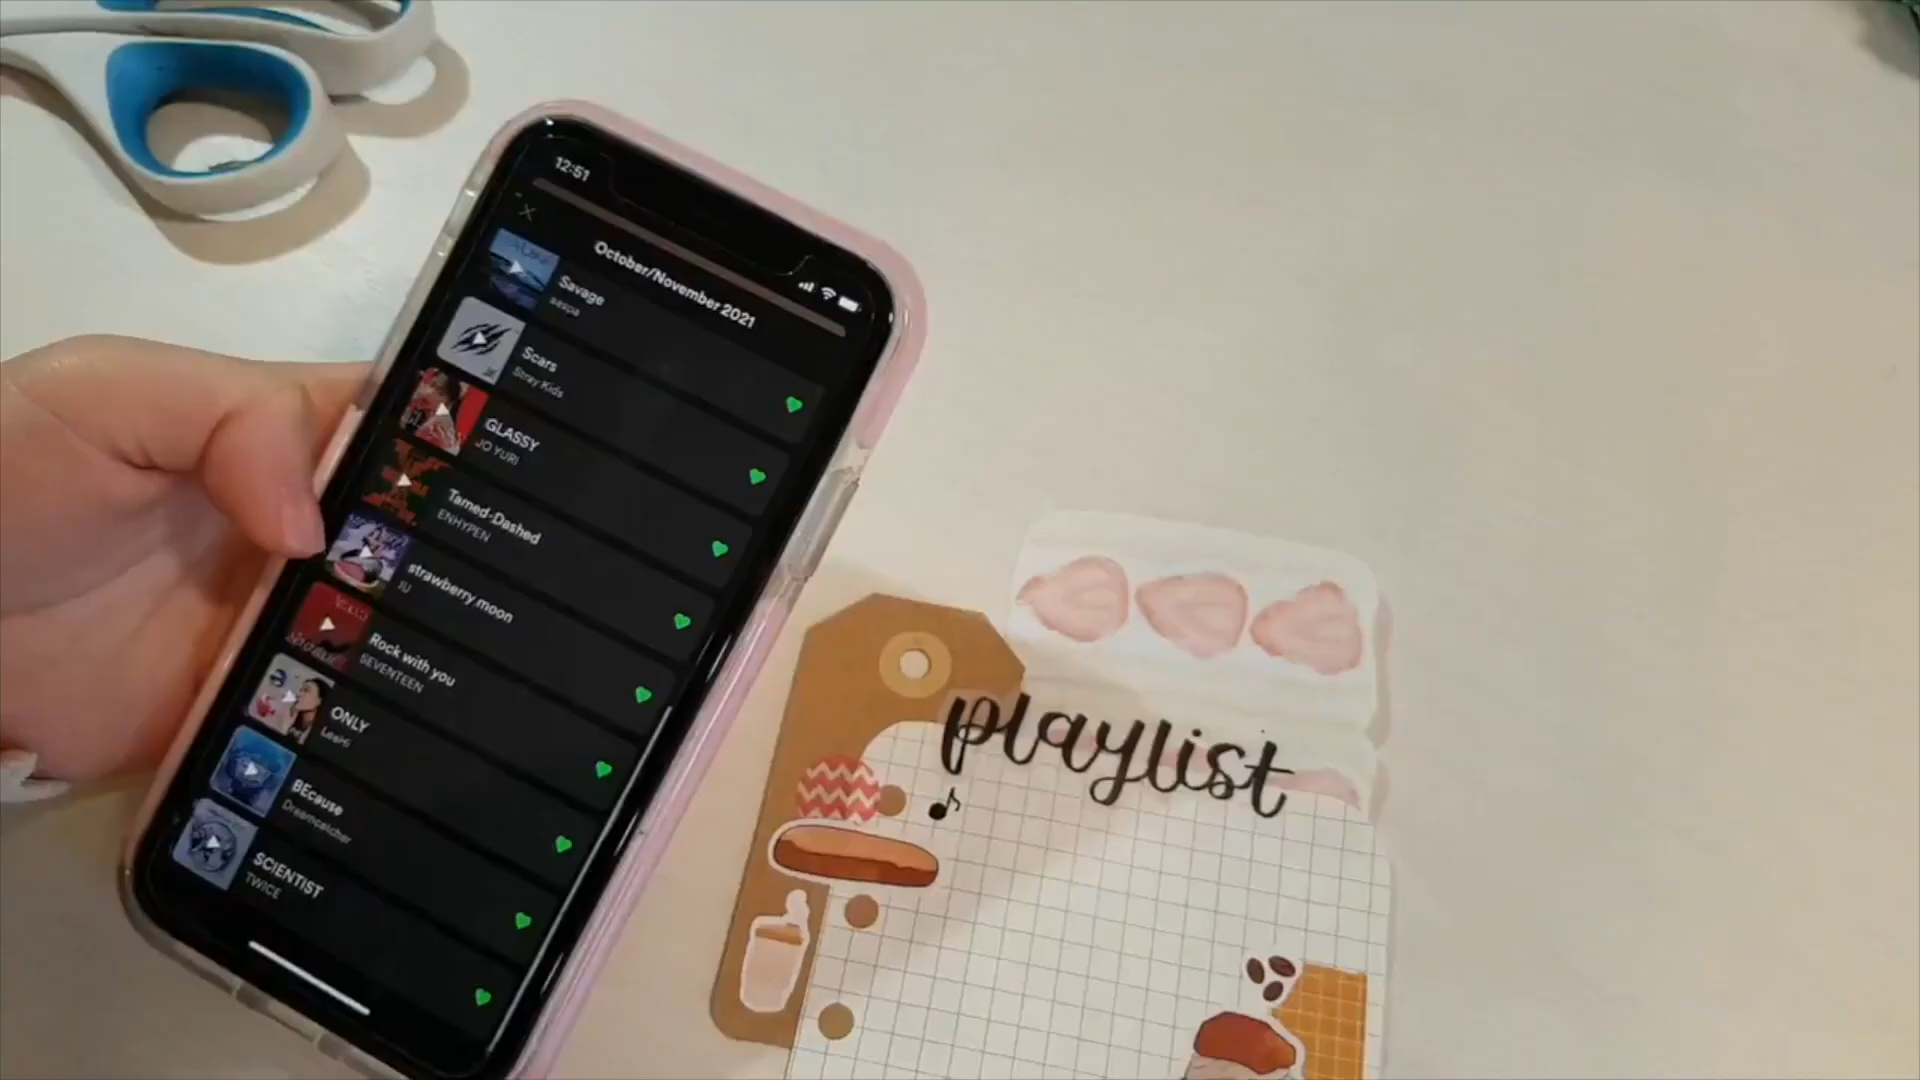 12:51
October/November 2021
Savage
aespa
Scars
Stray Kids
GLASSY
JO YURI
Tamed-Dashed
ENHYPEN
strawberry moon
IU
Rock with you
SEVENTEEN
ONLY
LeeHi
BEcause
Dreamcatcher
SCIENTIST
TWICE
playlist